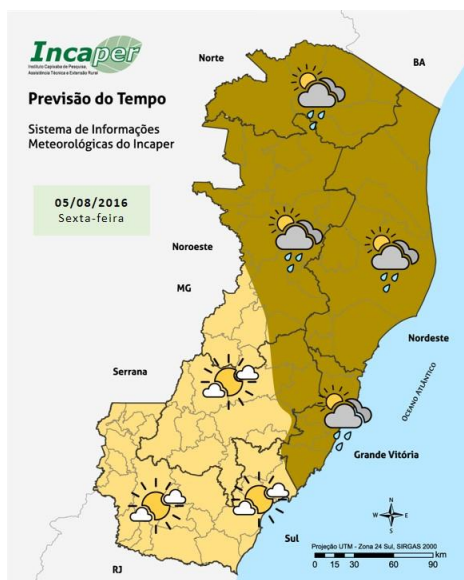 Incaper
Instituto Capixaba de Pesquisa,
Assistência Técnica e Extensão Rural
Previsão do Tempo
Sistema de Informações
Meteorológicas do Incaper
05/08/2016
Sexta-feira
Norte
BA
Noroeste
MG
Nordeste
Serrana
OCEANO ATLÂNTICO
Grande Vitória
Sul
RJ
N
W
E
S
Projeção UTM - Zona 24 Sul, SIRGAS 2000
km
0 15 30 60 90